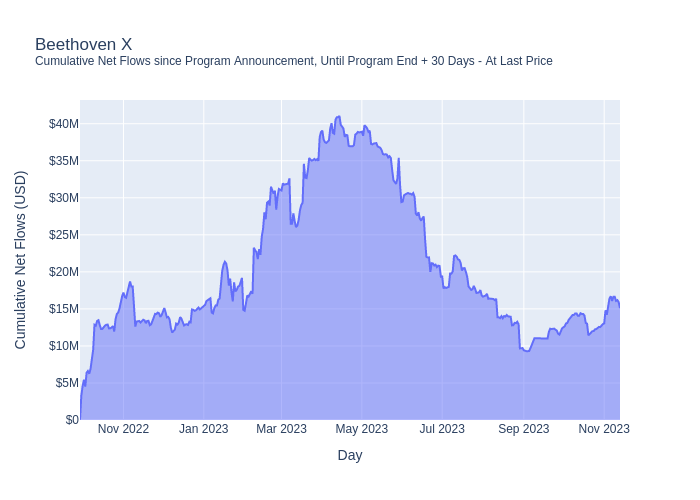 Beethoven X
Cumulative Net Flows since Program Announcement, Until Program End + 30 Days - At Last Price
Cumulative Net Flows (USD)
$40M
$35M
$30M
$25M
$20M
$15M
$10M
$5M
$0
Nov 2022 Jan 2023 Mar 2023 May 2023 Jul 2023 Sep 2023 Nov 2023
Day